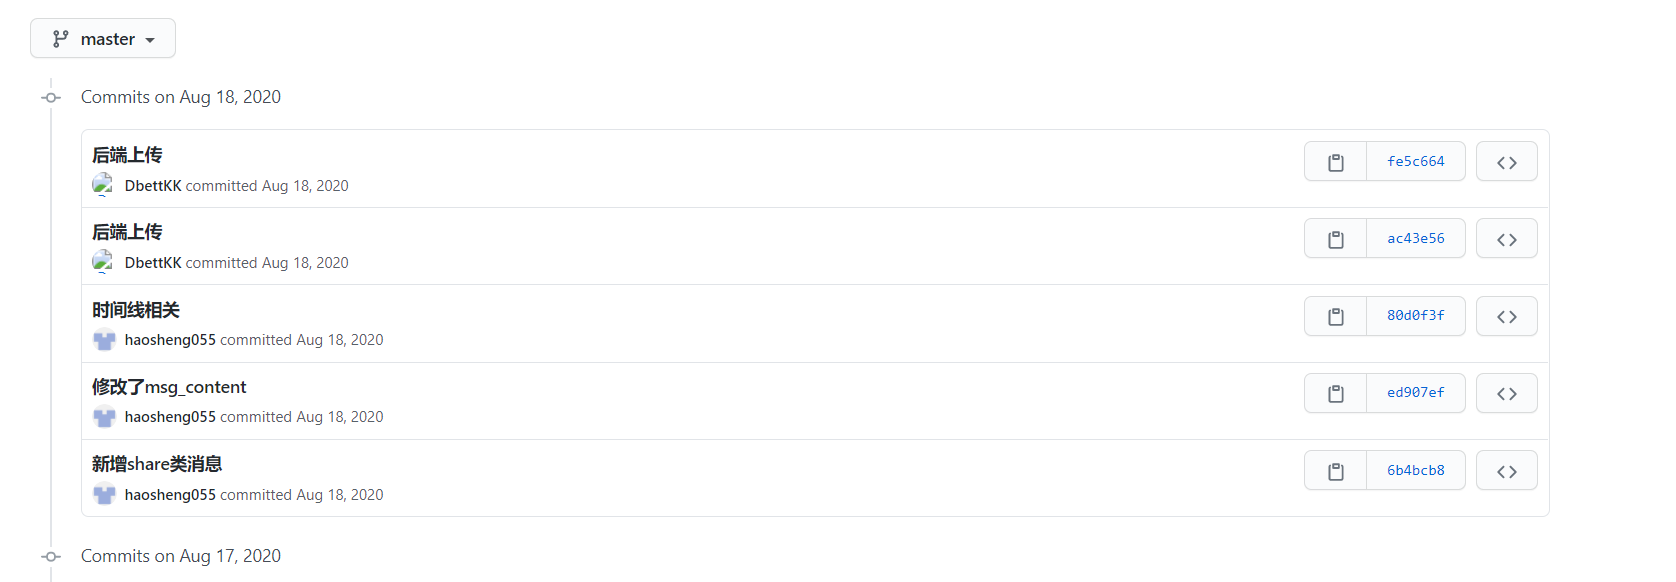 master
Commits on Aug 18, 2020
后端上传
fe5c664
DbettKK committed Aug 18, 2020
后端上传
ac43e56
DbettKK committed Aug 18, 2020
时间线相关
80d0f3f
haosheng055 committed Aug 18, 2020
修改了msg_content
ed907ef
haosheng055 committed Aug 18, 2020
新增share类消息
6b4bcb8
haosheng055 committed Aug 18, 2020
Commits on Aug 17, 2020